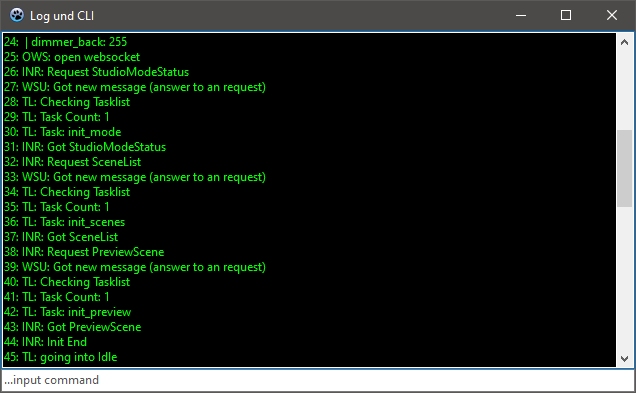 Log und CLI
24:  | dimmer_back: 255
25: OWS: open websocket
26: INR: Request StudioModeStatus
27: WSU: Got new message (answer to an request)
28: TL: Checking Tasklist
29: TL: Task Count: 1
30: TL: Task: init_mode
31: INR: Got StudioModeStatus
32: INR: Request SceneList
33: WSU: Got new message (answer to an request)
34: TL: Checking Tasklist
35: TL: Task Count: 1
36: TL: Task: init_scenes
37: INR: Got SceneList
38: INR: Request PreviewScene
39: WSU: Got new message (answer to an request)
40: TL: Checking Tasklist
41: TL: Task Count: 1
42: TL: Task: init_preview
43: INR: Got PreviewScene
44: INR: Init End
45: TL: going into Idle
...input command